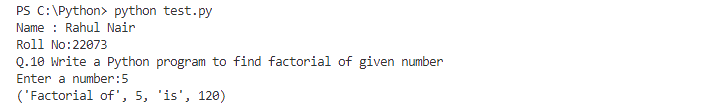 PS C:\Python> python test.py
Name : Rahul Nair
Roll No:22073
Q.10 Write a Python program to find factorial of given number
Enter a number:5
('Factorial of', 5, 'is', 120)